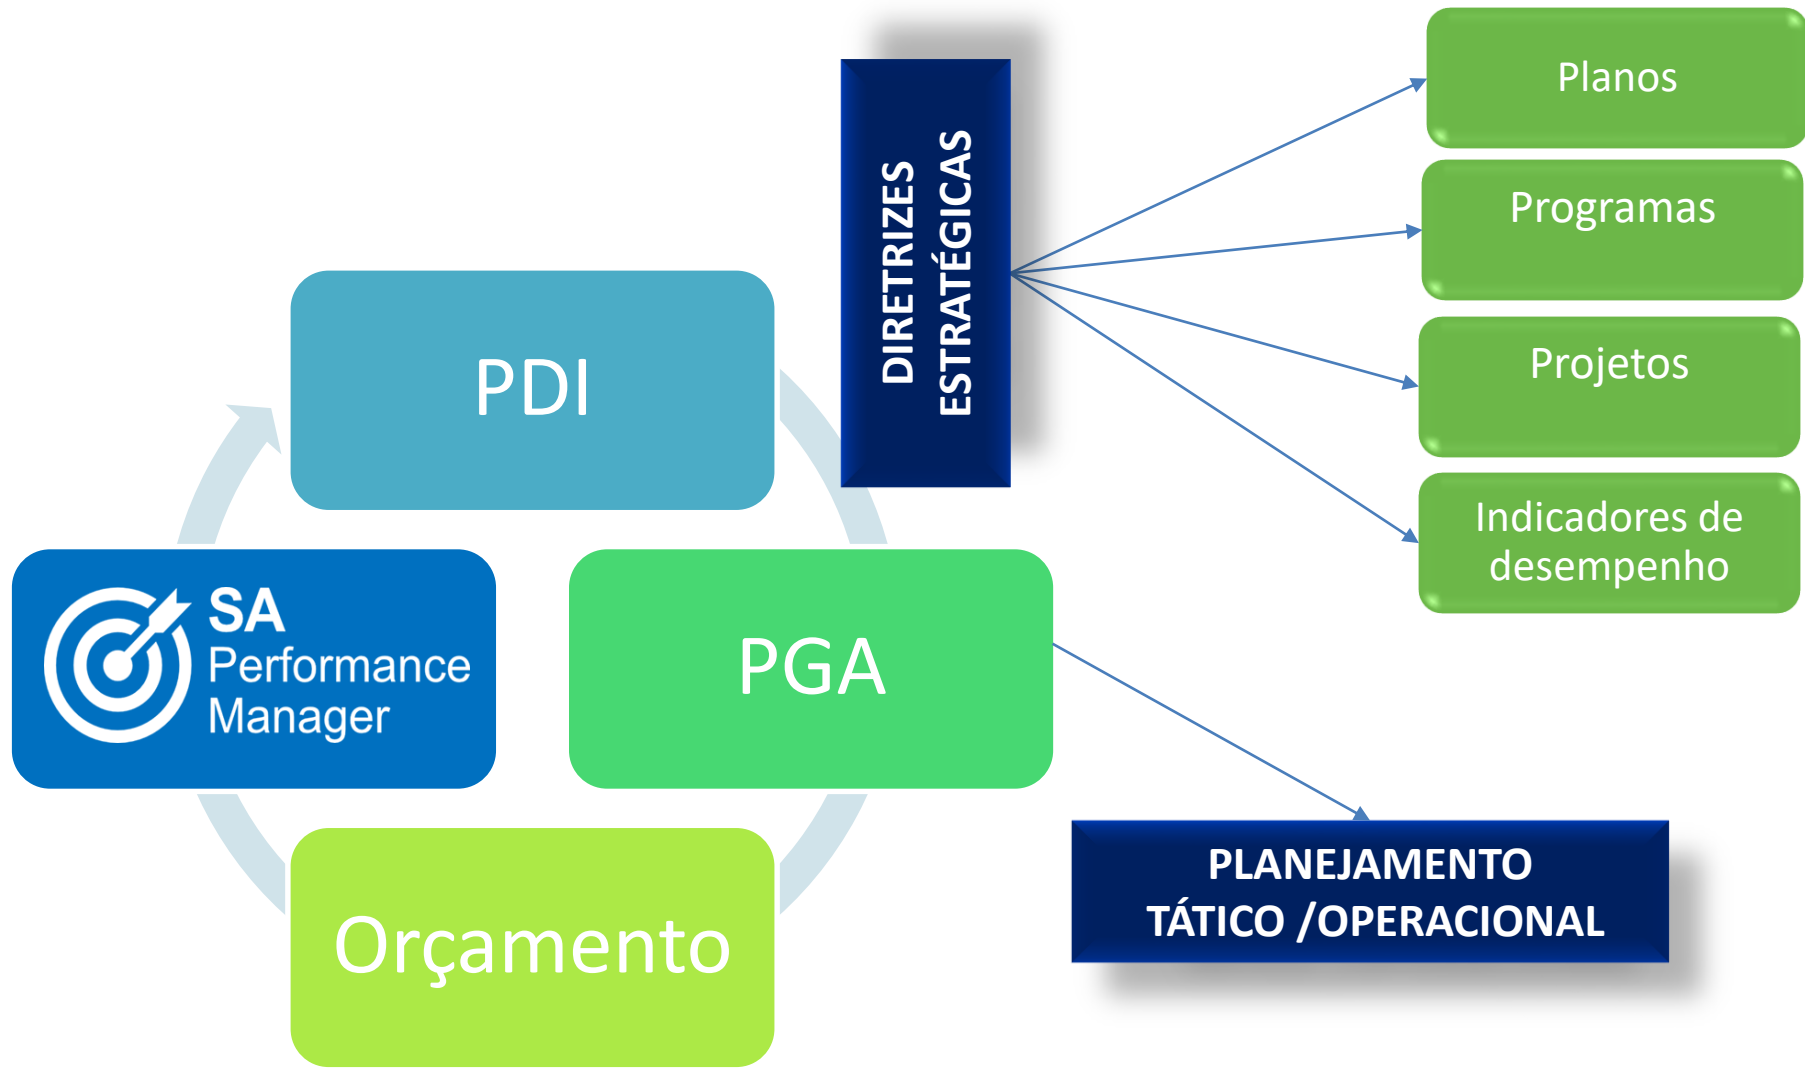 PDI
DIRETRIZES
ESTRATÉGICAS
Planos
Programas
Projetos
Indicadores de
desempenho
SA
Performance
Manager
PGA
Orçamento
PLANEJAMENTO
TÁTICO /OPERACIONAL